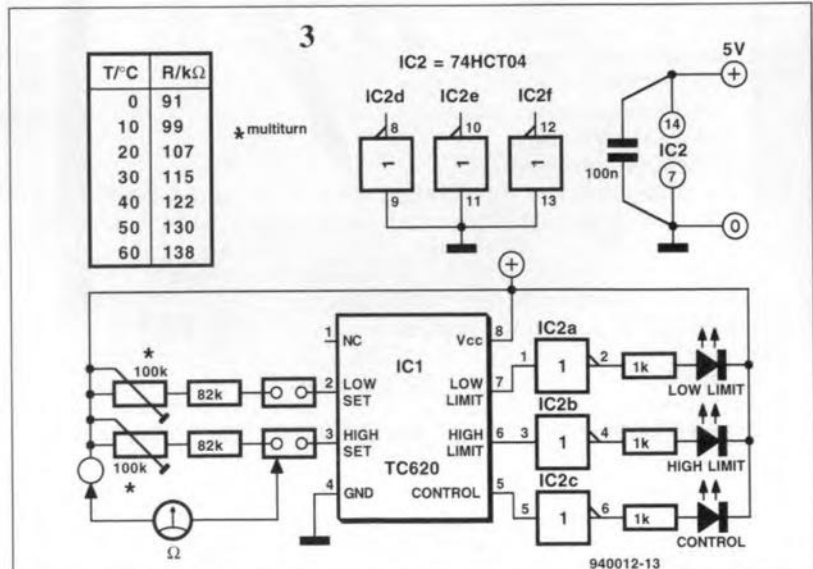 3
T/°C R/kΩ
0 91
10 99
20 107
30 115
40 122
50 130
60 138
* multiturn
IC2 = 74HCT04
IC2d IC2e IC2f
8 10 12
1 1 1
9 11 13
5V
+
14
IC2
7
100n
0
+
1 NC
Vcc 8
IC1
* 100k
82k
2 LOW SET
LOW LIMIT 7
IC2a
1 1 2
1k
LOW LIMIT
100k *
82k
3 HIGH SET
HIGH LIMIT 6
IC2b
3 1 4
1k
HIGH LIMIT
TC620
4 GND
CONTROL 5
IC2c
5 1 6
1k
CONTROL
Ω
940012-13